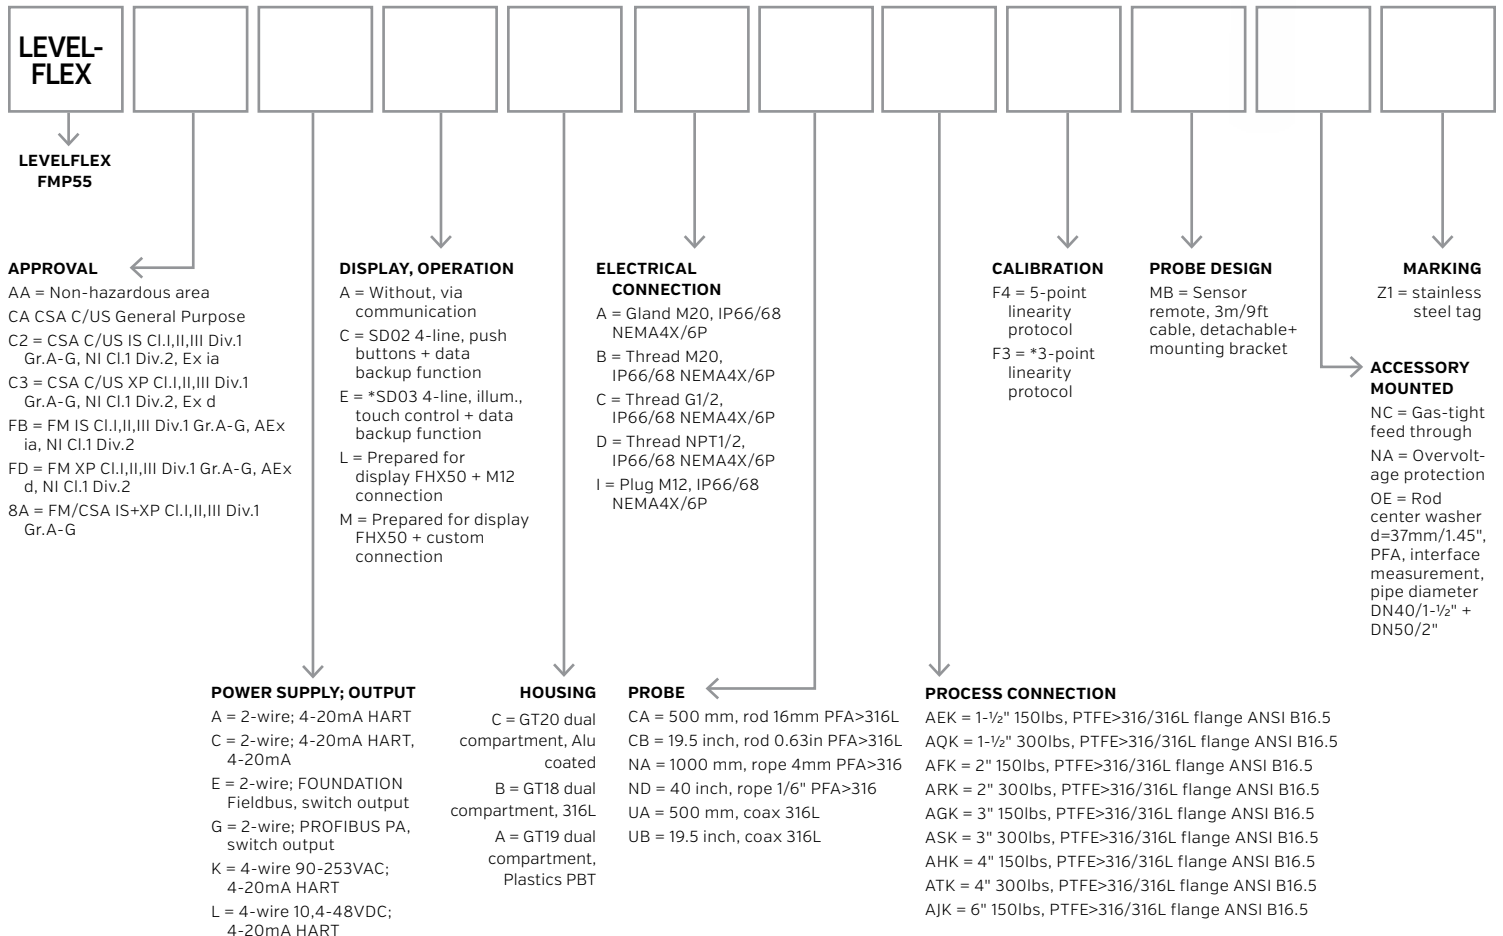 LEVEL-
FLEX
LEVELFLEX
FMP55
APPROVAL
AA = Non-hazardous area
CA CSA C/US General Purpose
C2 = CSA C/US IS Cl.I,II,III Div.1
Gr.A-G, NI Cl.1 Div.2, Ex ia
C3 = CSA C/US XP Cl.I,II,III Div.1
Gr.A-G, NI Cl.1 Div.2, Ex d
FB = FM IS Cl.I,II,III Div.1 Gr.A-G, AEx
ia, NI Cl.1 Div.2
FD = FM XP Cl.I,II,III Div.1 Gr.A-G, AEx
d, NI Cl.1 Div.2
8A = FM/CSA IS+XP Cl.I,II,III Div.1
Gr.A-G
DISPLAY, OPERATION
A = Without, via
communication
C = SD02 4-line, push
buttons + data
backup function
E = *SD03 4-line, illum.,
touch control + data
backup function
L = Prepared for
display FHX50 + M12
connection
M = Prepared for display
FHX50 + custom
connection
ELECTRICAL
CONNECTION
A = Gland M20, IP66/68
NEMA4X/6P
B = Thread M20,
IP66/68 NEMA4X/6P
C = Thread G1/2,
IP66/68 NEMA4X/6P
D = Thread NPT1/2,
IP66/68 NEMA4X/6P
I = Plug M12, IP66/68
NEMA4X/6P
CALIBRATION
F4 = 5-point
linearity
protocol
F3 = *3-point
linearity
protocol
PROBE DESIGN
MB = Sensor
remote, 3m/9ft
cable, detachable+
mounting bracket
MARKING
Z1 = stainless
steel tag
ACCESSORY
MOUNTED
NC = Gas-tight
feed through
NA = Overvolt-
age protection
OE = Rod
center washer
d=37mm/1.45",
PFA, interface
measurement,
pipe diameter
DN40/1-½" +
DN50/2"
POWER SUPPLY; OUTPUT
A = 2-wire; 4-20mA HART
C = 2-wire; 4-20mA HART,
4-20mA
E = 2-wire; FOUNDATION
Fieldbus, switch output
G = 2-wire; PROFIBUS PA,
switch output
K = 4-wire 90-253VAC;
4-20mA HART
L = 4-wire 10,4-48VDC;
4-20mA HART
HOUSING
C = GT20 dual
compartment, Alu
coated
B = GT18 dual
compartment, 316L
A = GT19 dual
compartment,
Plastics PBT
PROBE
CA = 500 mm, rod 16mm PFA>316L
CB = 19.5 inch, rod 0.63in PFA>316L
NA = 1000 mm, rope 4mm PFA>316
ND = 40 inch, rope 1/6" PFA>316
UA = 500 mm, coax 316L
UB = 19.5 inch, coax 316L
PROCESS CONNECTION
AEK = 1-½" 150lbs, PTFE>316/316L flange ANSI B16.5
AQK = 1-½" 300lbs, PTFE>316/316L flange ANSI B16.5
AFK = 2" 150lbs, PTFE>316/316L flange ANSI B16.5
ARK = 2" 300lbs, PTFE>316/316L flange ANSI B16.5
AGK = 3" 150lbs, PTFE>316/316L flange ANSI B16.5
ASK = 3" 300lbs, PTFE>316/316L flange ANSI B16.5
AHK = 4" 150lbs, PTFE>316/316L flange ANSI B16.5
ATK = 4" 300lbs, PTFE>316/316L flange ANSI B16.5
AJK = 6" 150lbs, PTFE>316/316L flange ANSI B16.5